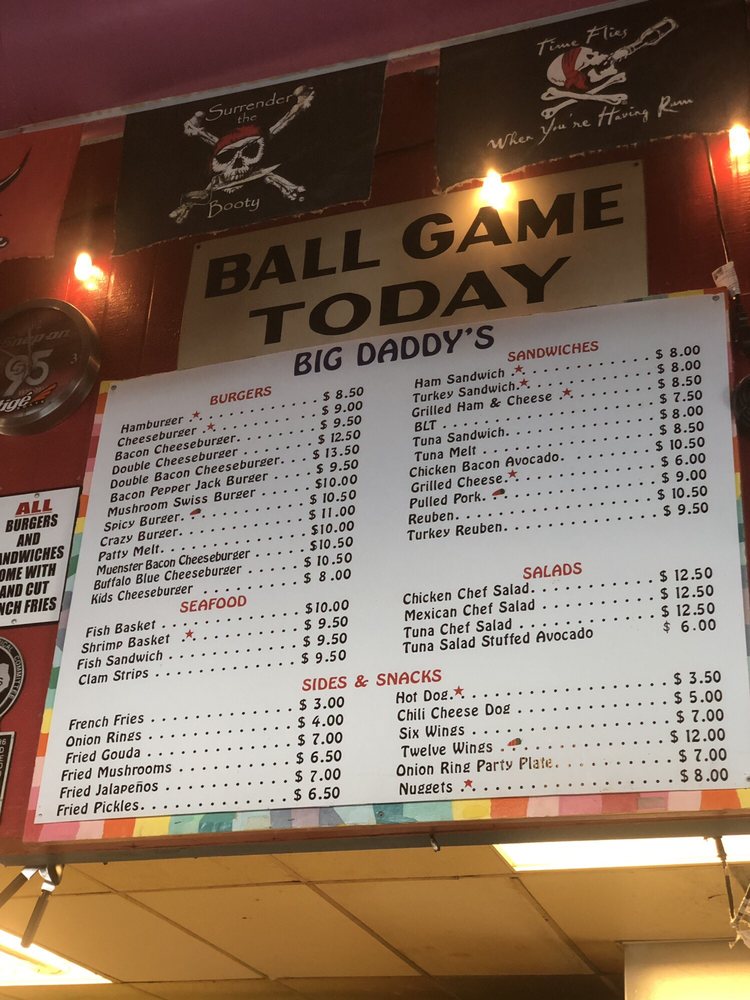 Surrender
the
Booty
Time Flies
When You're Having Rum
BALL GAME
TODAY
Snap-on
95
BIG DADDY'S
BURGERS
Hamburger $ 8.50
Cheeseburger $ 9.00
Bacon Cheeseburger $ 9.50
Double Cheeseburger $ 12.50
Double Bacon Cheeseburger $ 13.50
Bacon Pepper Jack Burger $ 9.50
Mushroom Swiss Burger $10.00
Spicy Burger $ 10.50
Crazy Burger $ 11.00
Patty Melt $10.00
Muenster Bacon Cheeseburger $10.50
Buffalo Blue Cheeseburger $ 10.50
Kids Cheeseburger $ 8.00
SEAFOOD
Fish Basket $10.00
Shrimp Basket $ 9.50
Fish Sandwich $ 9.50
Clam Strips $ 9.50
SANDWICHES
Ham Sandwich $ 8.00
Turkey Sandwich $ 8.00
Grilled Ham & Cheese $ 8.50
BLT $ 7.50
Tuna Sandwich $ 8.00
Tuna Melt $ 8.50
Chicken Bacon Avocado $ 10.50
Grilled Cheese $ 6.00
Pulled Pork $ 9.00
Reuben $ 10.50
Turkey Reuben $ 9.50
SALADS
Chicken Chef Salad $ 12.50
Mexican Chef Salad $ 12.50
Tuna Chef Salad $ 12.50
Tuna Salad Stuffed Avocado $ 6.00
SIDES & SNACKS
French Fries $ 3.00
Onion Rings $ 4.00
Fried Gouda $ 7.00
Fried Mushrooms $ 6.50
Fried Jalapeños $ 7.00
Fried Pickles $ 6.50
Hot Dog $ 3.50
Chili Cheese Dog $ 5.00
Six Wings $ 7.00
Twelve Wings $ 12.00
Onion Ring Party Plate $ 7.00
Nuggets $ 8.00
ALL
BURGERS
AND
ANDWICHES
OME WITH
AND CUT
NCH FRIES